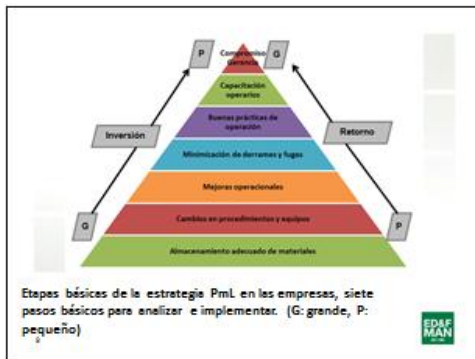 P
Compromiso
Gerencia
G
Capacitación
operarios
Buenas prácticas de
operación
Inversión
Retorno
Minimización de derrames y fugas
Mejoras operacionales
G
Cambios en procedimientos y equipos
P
Almacenamiento adecuado de materiales
Etapas básicas de la estrategia PmL en las empresas, siete
pasos básicos para analizar e implementar. (G: grande, P:
pequeño)
ED&F
MAN